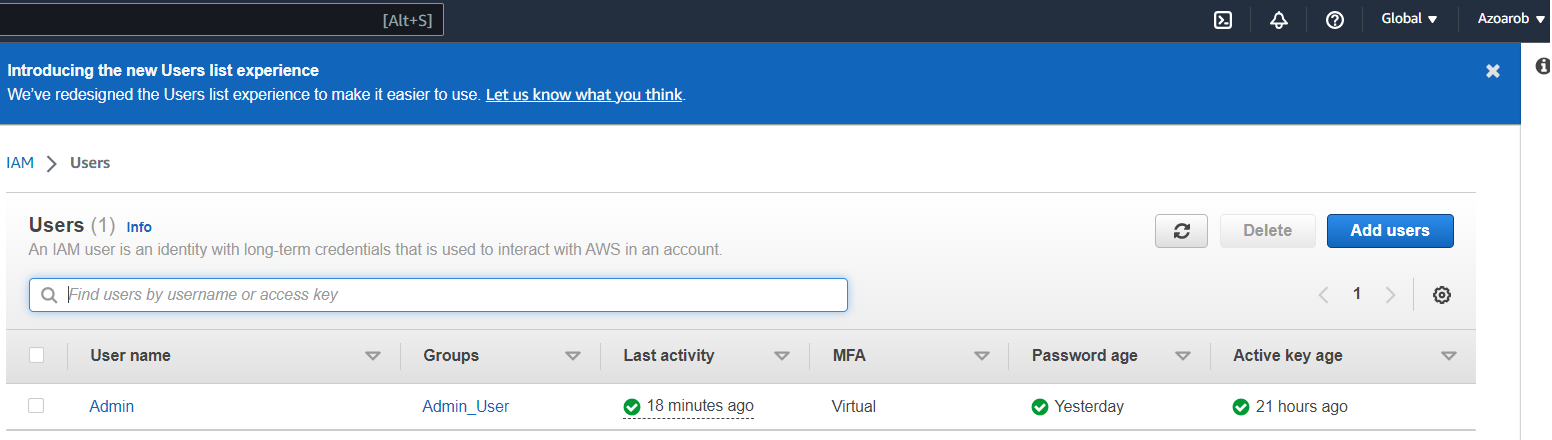 [Alt+S] Global Azoarob
Introducing the new Users list experience
We've redesigned the Users list experience to make it easier to use. Let us know what you think.
IAM Users
Users (1) Info
An IAM user is an identity with long-term credentials that is used to interact with AWS in an account.
Delete Add users
Find users by username or access key
1
User name Groups Last activity MFA Password age Active key age
Admin Admin_User 18 minutes ago Virtual Yesterday 21 hours ago